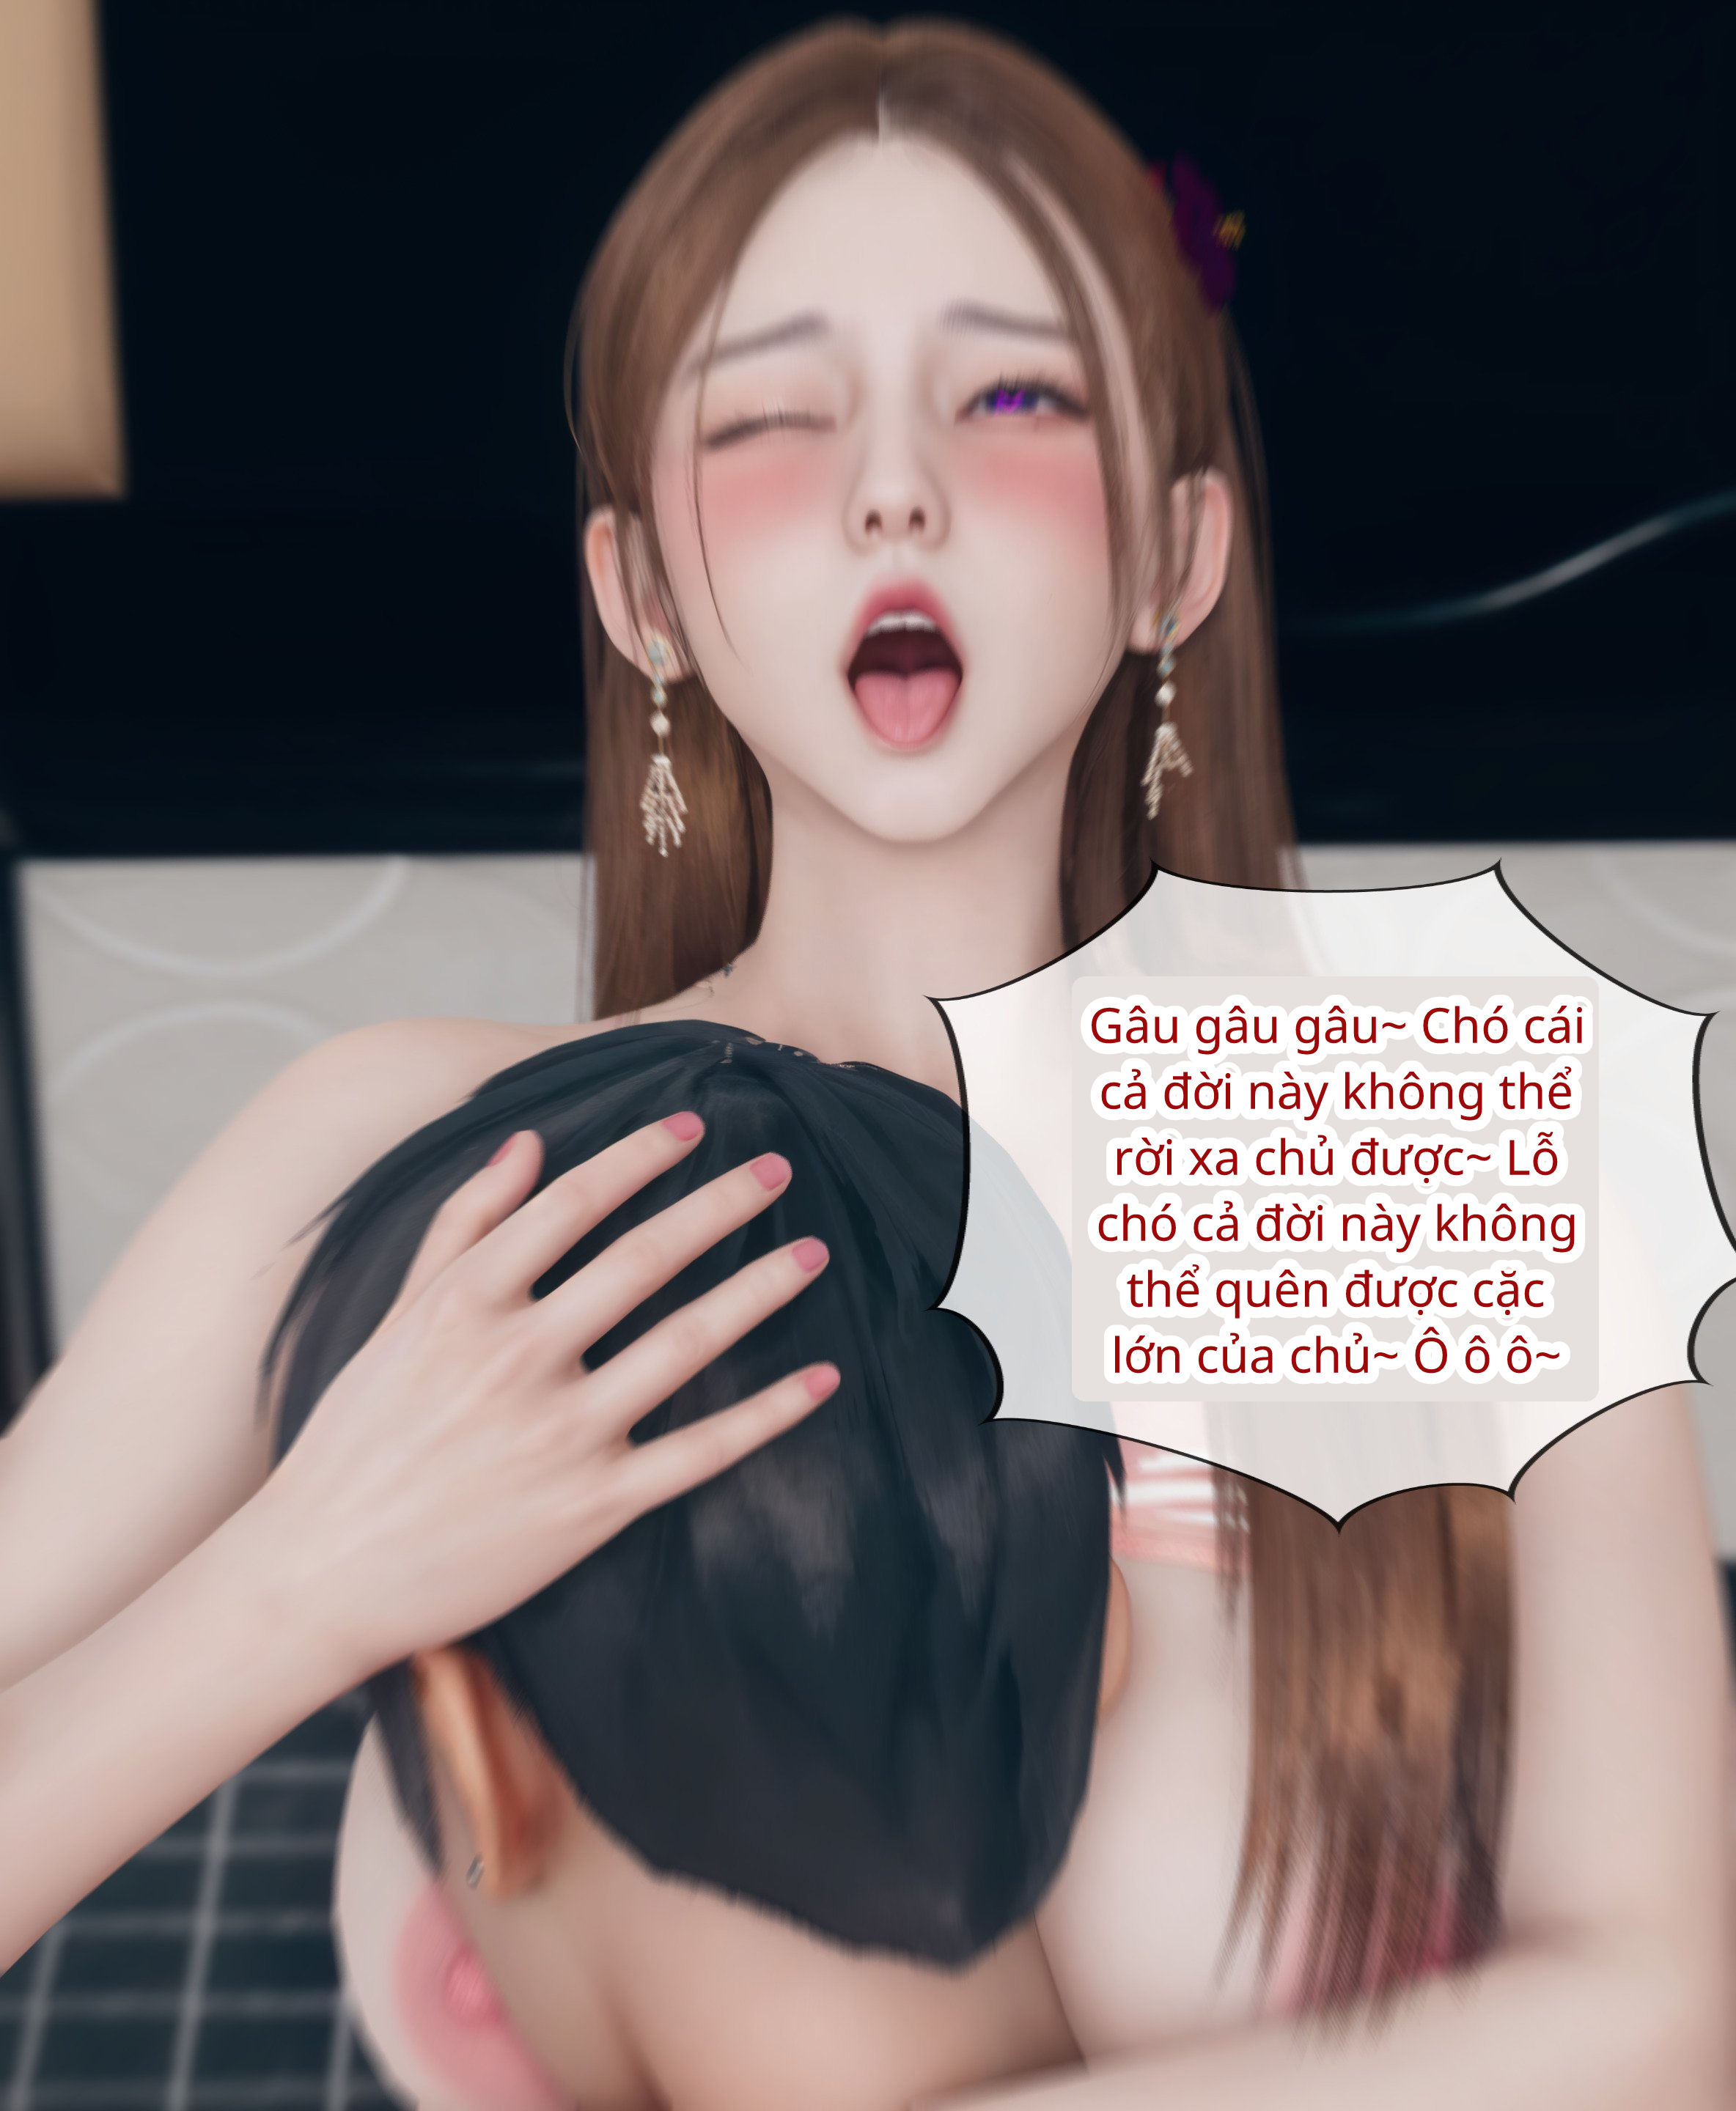 Gâu gâu gâu~ Chó cái
cả đời này không thể
rời xa chủ được~ Lỗ
chó cả đời này không
thể quên được cặc
lớn của chủ~ Ô ô ô~